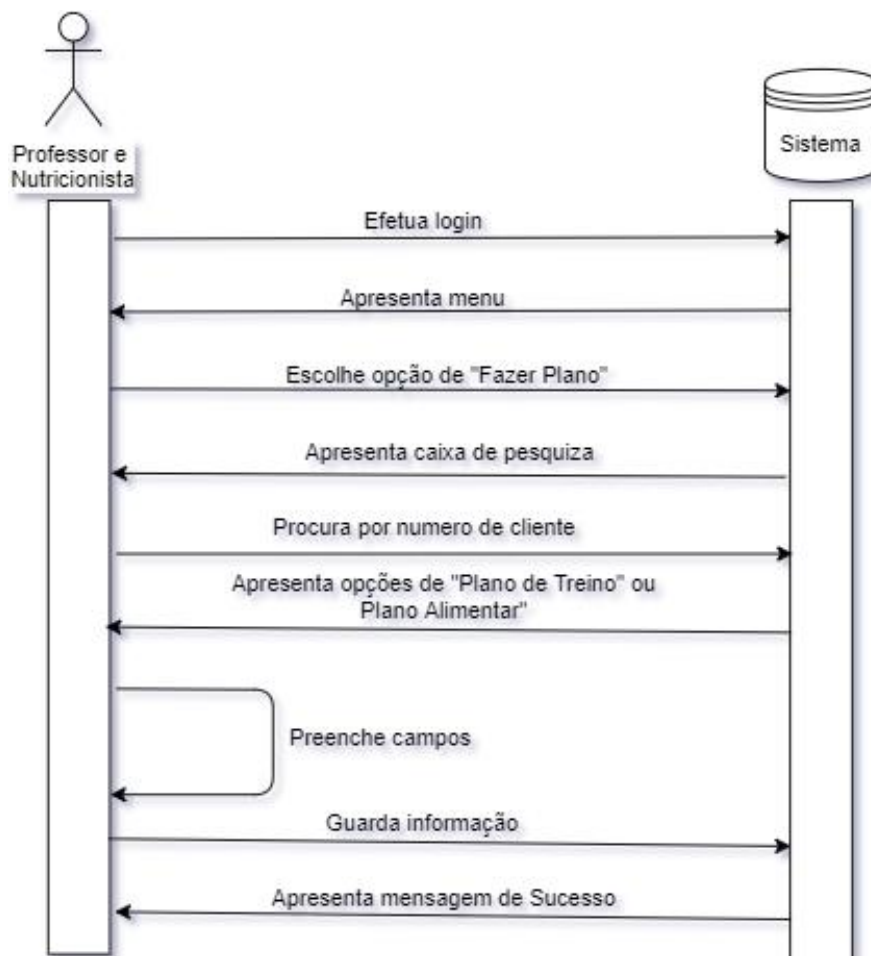 Professor e
Nutricionista
Sistema
Efetua login
Apresenta menu
Escolhe opção de "Fazer Plano"
Apresenta caixa de pesquiza
Procura por numero de cliente
Apresenta opções de "Plano de Treino" ou
Plano Alimentar"
Preenche campos
Guarda informação
Apresenta mensagem de Sucesso